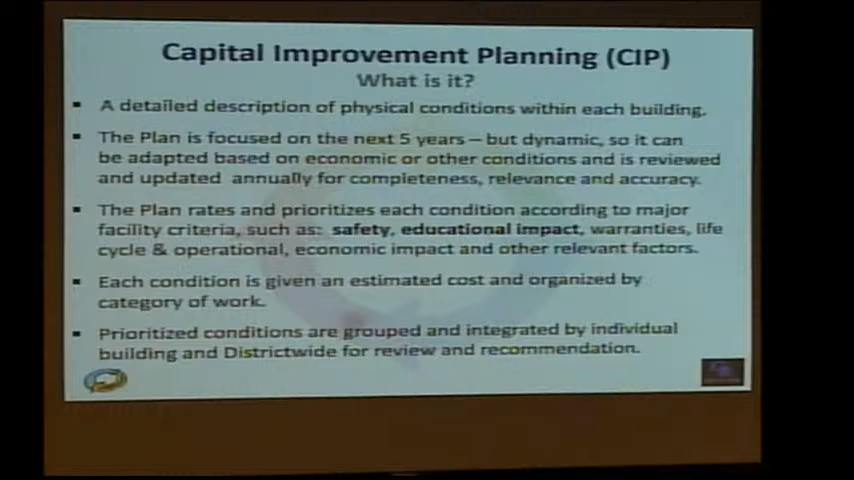 Capital Improvement Planning (CIP)
What is it?
▪ A detailed description of physical conditions within each building.
▪ The Plan is focused on the next 5 years – but dynamic, so it can
be adapted based on economic or other conditions and is reviewed
and updated annually for completeness, relevance and accuracy.
▪ The Plan rates and prioritizes each condition according to major
facility criteria, such as: safety, educational impact, warranties, life
cycle & operational, economic impact and other relevant factors.
▪ Each condition is given an estimated cost and organized by
category of work.
▪ Prioritized conditions are grouped and integrated by individual
building and Districtwide for review and recommendation.